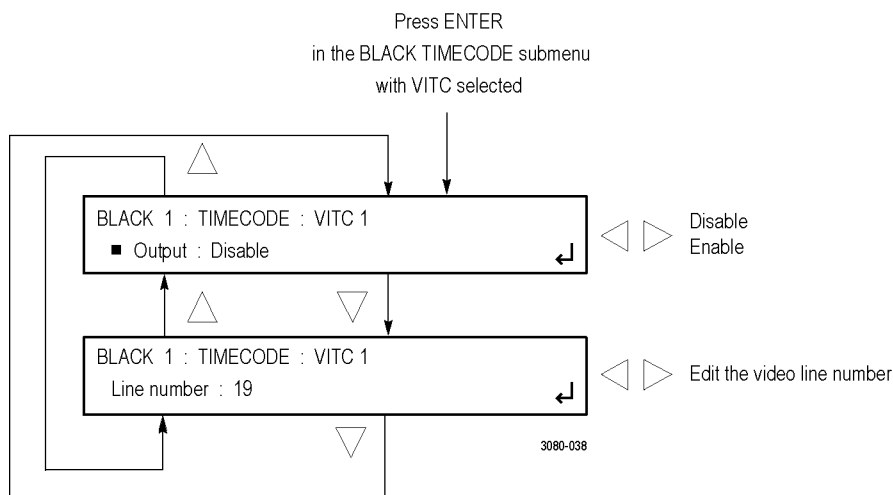 Press ENTER
in the BLACK TIMECODE submenu
with VITC selected
BLACK 1 : TIMECODE : VITC 1
■ Output : Disable
Disable
Enable
BLACK 1 : TIMECODE : VITC 1
Line number : 19
Edit the video line number
3080-038